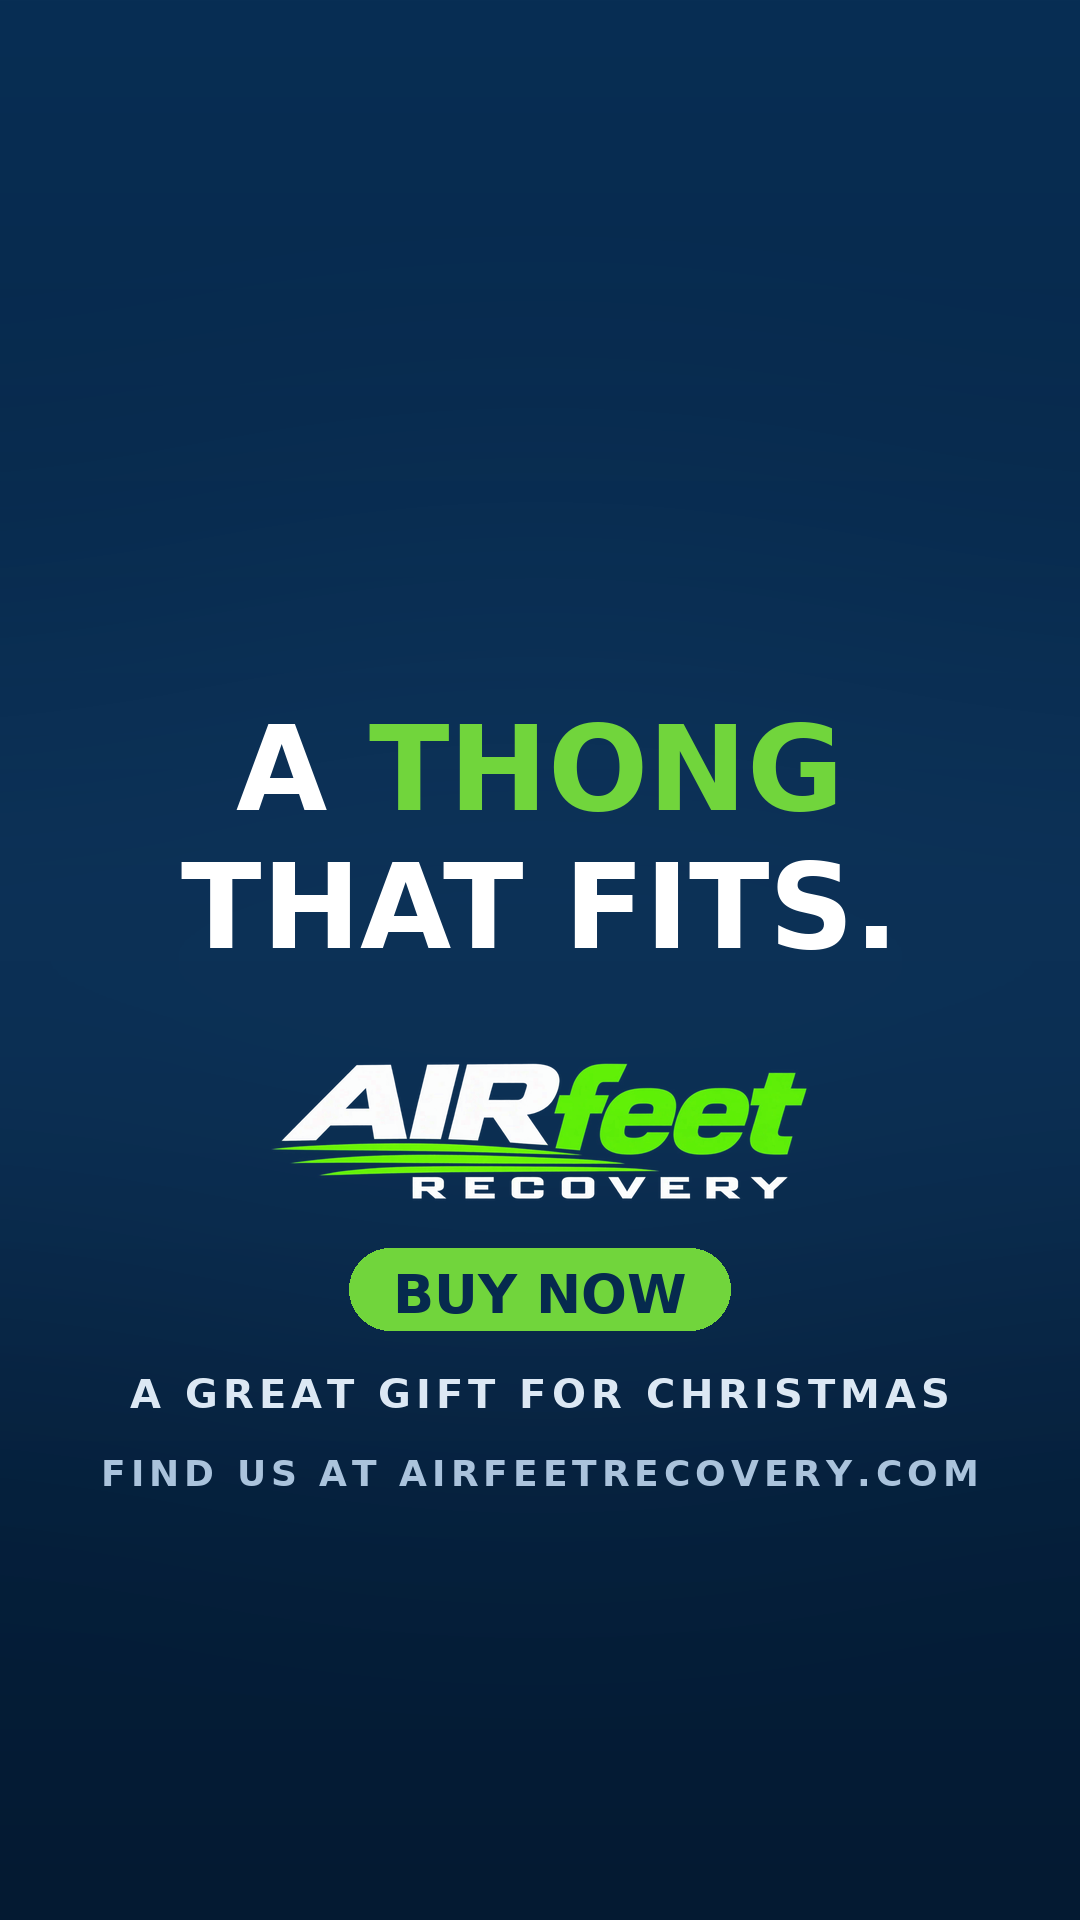 A THONG
THAT FITS.
AIRfeet
RECOVERY
BUY NOW
A GREAT GIFT FOR CHRISTMAS
FIND US AT AIRFEETRECOVERY.COM